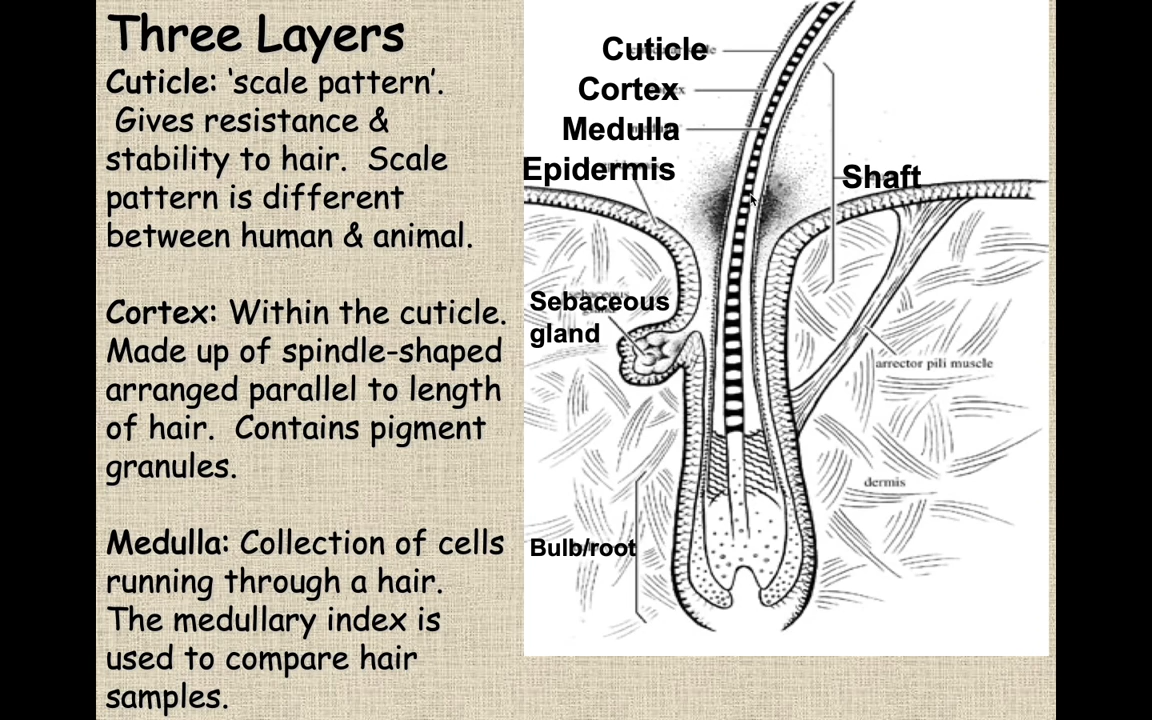 Three Layers
Cuticle: ‘scale pattern’.
Gives resistance &
stability to hair. Scale
pattern is different
between human & animal.
Cortex: Within the cuticle.
Made up of spindle-shaped
arranged parallel to length
of hair. Contains pigment
granules.
Medulla: Collection of cells
running through a hair.
The medullary index is
used to compare hair
samples.
Cuticle
Cortex
Medulla
Epidermis
Shaft
Sebaceous
gland
arrector pili muscle
dermis
Bulb/root